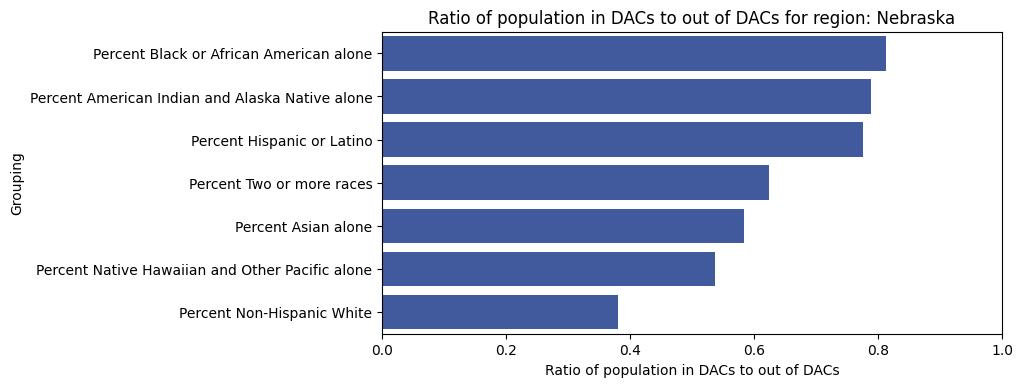 Ratio of population in DACs to out of DACs for region: Nebraska
Percent Black or African American alone
Percent American Indian and Alaska Native alone
Percent Hispanic or Latino
Percent Two or more races
Percent Asian alone
Percent Native Hawaiian and Other Pacific alone
Percent Non-Hispanic White
Grouping
0.0 0.2 0.4 0.6 0.8 1.0
Ratio of population in DACs to out of DACs